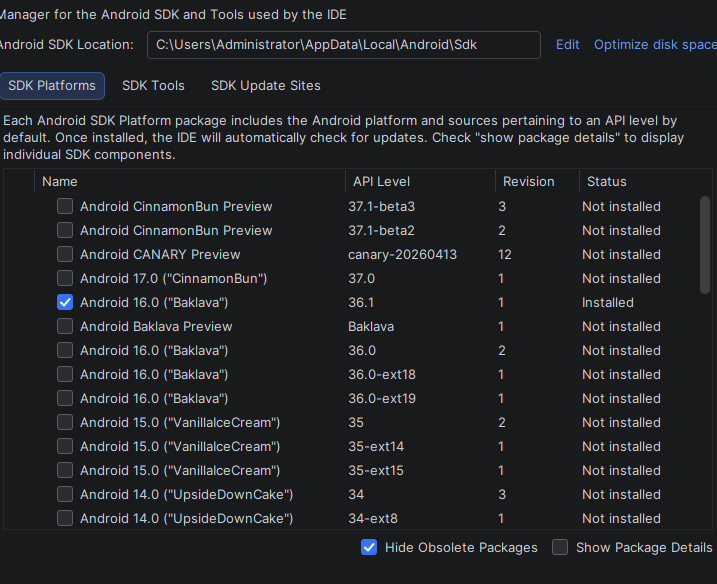 Manager for the Android SDK and Tools used by the IDE
Android SDK Location: C:\Users\Administrator\AppData\Local\Android\Sdk Edit Optimize disk space
SDK Platforms SDK Tools SDK Update Sites
Each Android SDK Platform package includes the Android platform and sources pertaining to an API level by
default. Once installed, the IDE will automatically check for updates. Check "show package details" to display
individual SDK components.
Name API Level Revision Status
Android CinnamonBun Preview 37.1-beta3 3 Not installed
Android CinnamonBun Preview 37.1-beta2 2 Not installed
Android CANARY Preview canary-20260413 12 Not installed
Android 17.0 ("CinnamonBun") 37.0 1 Not installed
Android 16.0 ("Baklava") 36.1 1 Installed
Android Baklava Preview Baklava 1 Not installed
Android 16.0 ("Baklava") 36.0 2 Not installed
Android 16.0 ("Baklava") 36.0-ext18 1 Not installed
Android 16.0 ("Baklava") 36.0-ext19 1 Not installed
Android 15.0 ("VanillaIceCream") 35 2 Not installed
Android 15.0 ("VanillaIceCream") 35-ext14 1 Not installed
Android 15.0 ("VanillaIceCream") 35-ext15 1 Not installed
Android 14.0 ("UpsideDownCake") 34 3 Not installed
Android 14.0 ("UpsideDownCake") 34-ext8 1 Not installed
Hide Obsolete Packages Show Package Details